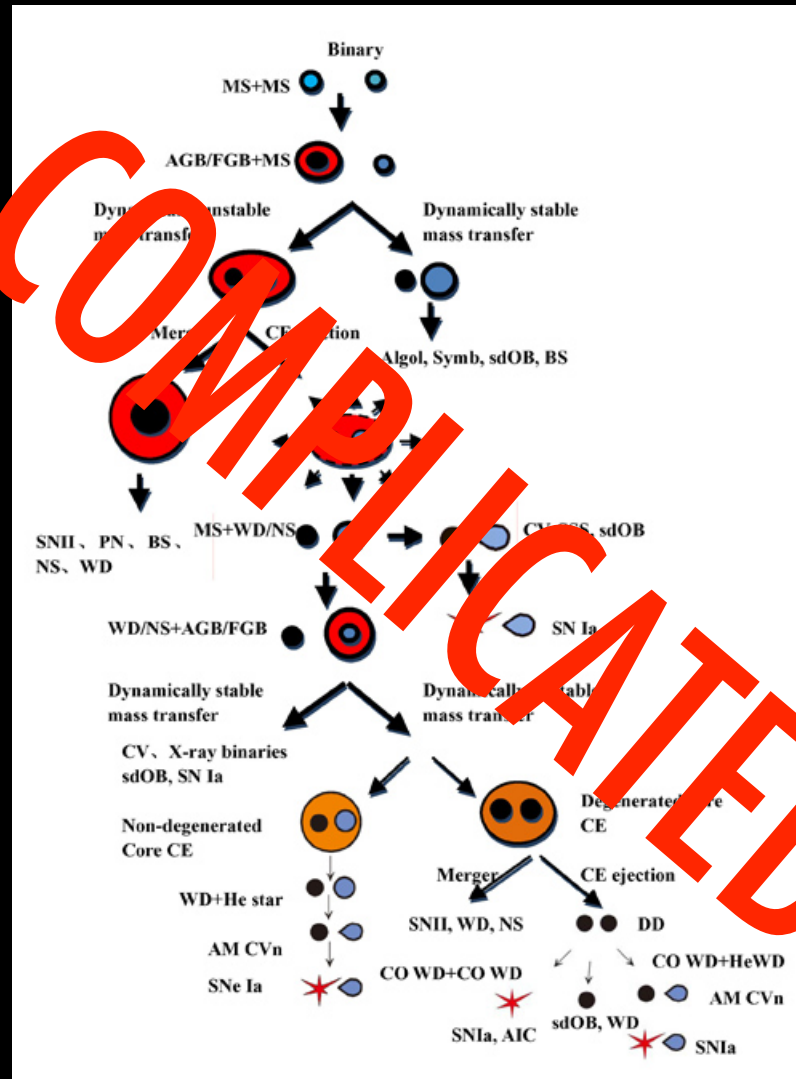 Binary
MS+MS
AGB/FGB+MS
mass
Dynamically stable
mass transfer
CE
Algol, Symb, sdOB, BS
COMPLICATED
MS+WD/NS
sdOB
SNII、PN、BS、
NS、WD
WD/NS+AGB/FGB
SN Ia
Dynamically stable
mass transfer
mass transfer
CV、X-ray binaries
sdOB, SN Ia
Non-degenerated
Core CE
CE
Merger
CE ejection
WD+He star
SNII, WD, NS
DD
AM CVn
CO WD+CO WD
CO WD+HeWD
SNe Ia
AM CVn
SNIa, AIC
sdOB, WD
SNIa